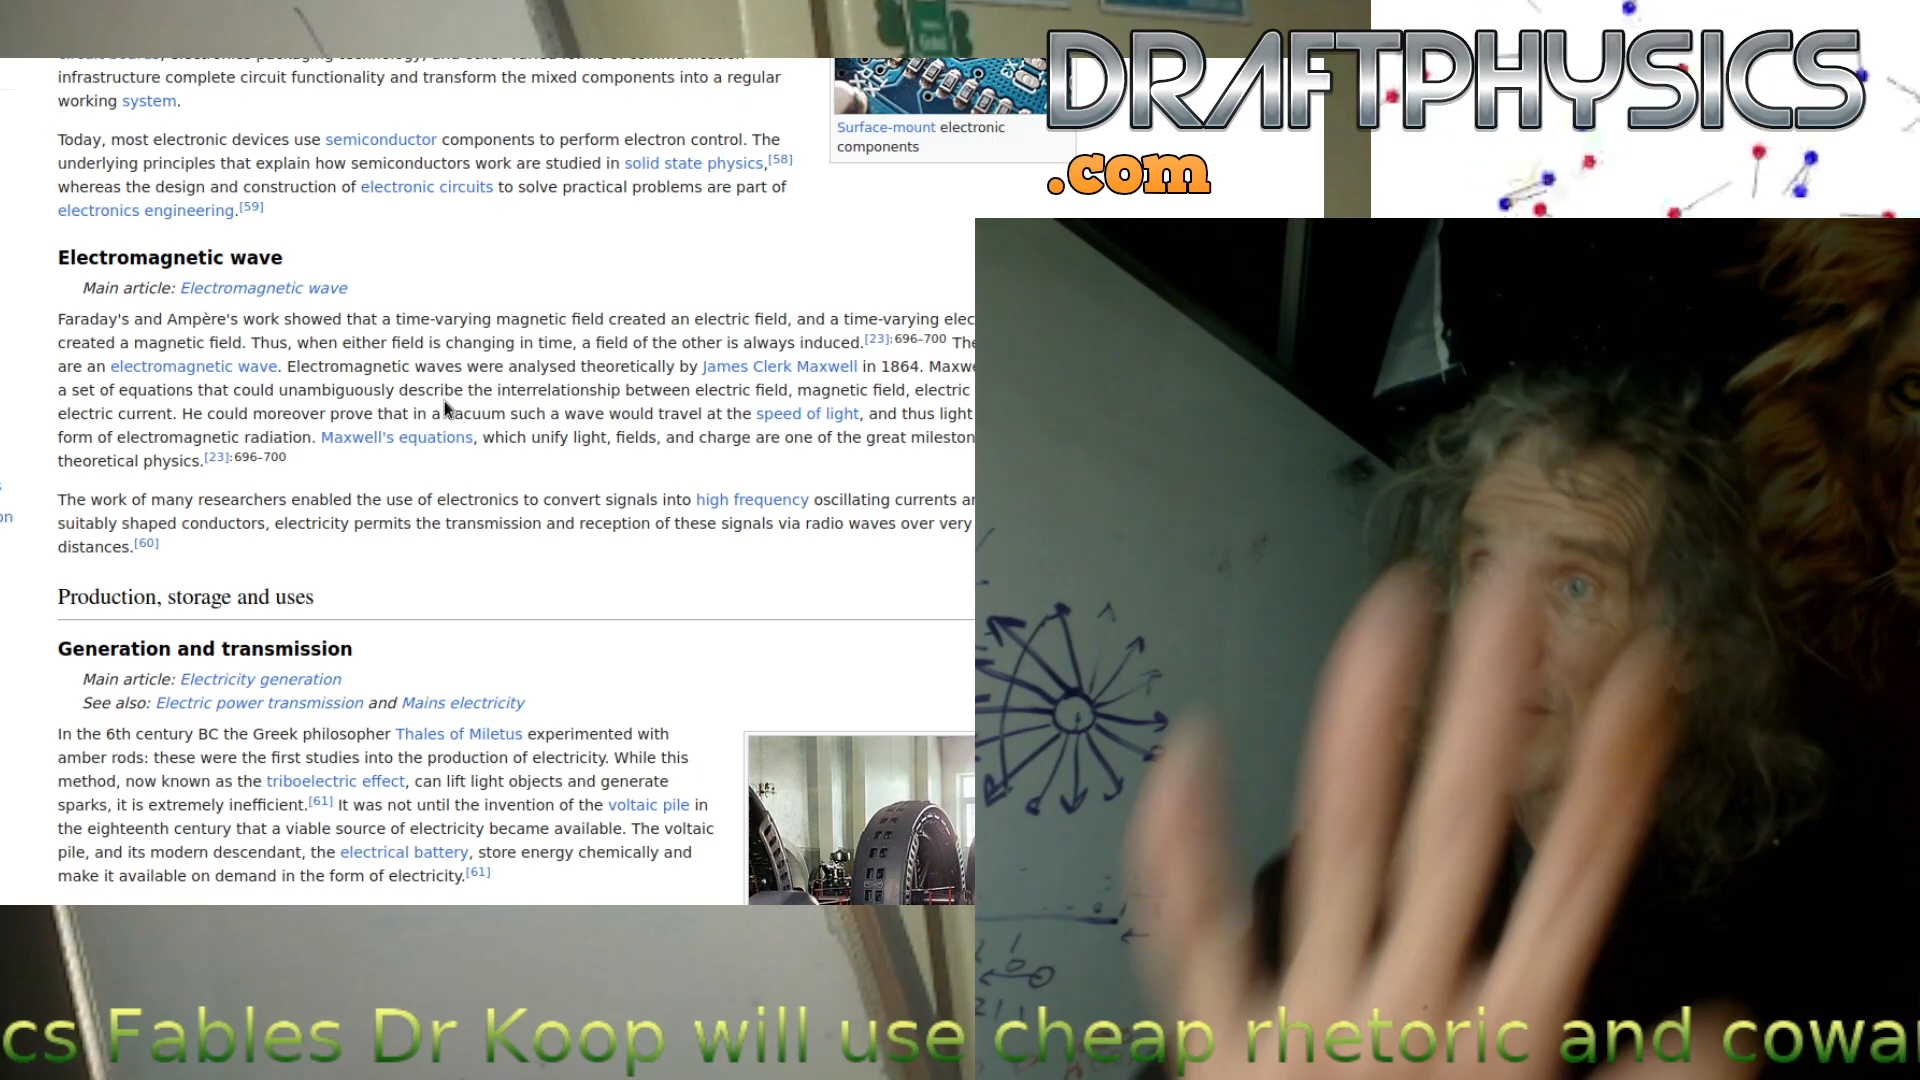 infrastructure complete circuit functionality and transform the mixed components into a regular
working system.
Today, most electronic devices use semiconductor components to perform electron control. The
underlying principles that explain how semiconductors work are studied in solid state physics,[58]
whereas the design and construction of electronic circuits to solve practical problems are part of
electronics engineering.[59]
Surface-mount electronic
components
DRAFTPHYSICS
.com
Electromagnetic wave
Main article: Electromagnetic wave
Faraday's and Ampère's work showed that a time-varying magnetic field created an electric field, and a time-varying elec
created a magnetic field. Thus, when either field is changing in time, a field of the other is always induced.[23]:696–700 The
are an electromagnetic wave. Electromagnetic waves were analysed theoretically by James Clerk Maxwell in 1864. Maxwe
a set of equations that could unambiguously describe the interrelationship between electric field, magnetic field, electric
electric current. He could moreover prove that in a vacuum such a wave would travel at the speed of light, and thus light
form of electromagnetic radiation. Maxwell's equations, which unify light, fields, and charge are one of the great mileston
theoretical physics.[23]:696–700
The work of many researchers enabled the use of electronics to convert signals into high frequency oscillating currents an
suitably shaped conductors, electricity permits the transmission and reception of these signals via radio waves over very
distances.[60]
Production, storage and uses
Generation and transmission
Main article: Electricity generation
See also: Electric power transmission and Mains electricity
In the 6th century BC the Greek philosopher Thales of Miletus experimented with
amber rods: these were the first studies into the production of electricity. While this
method, now known as the triboelectric effect, can lift light objects and generate
sparks, it is extremely inefficient.[61] It was not until the invention of the voltaic pile in
the eighteenth century that a viable source of electricity became available. The voltaic
pile, and its modern descendant, the electrical battery, store energy chemically and
make it available on demand in the form of electricity.[61]
cs Fables Dr Koop will use cheap rhetoric and cowar